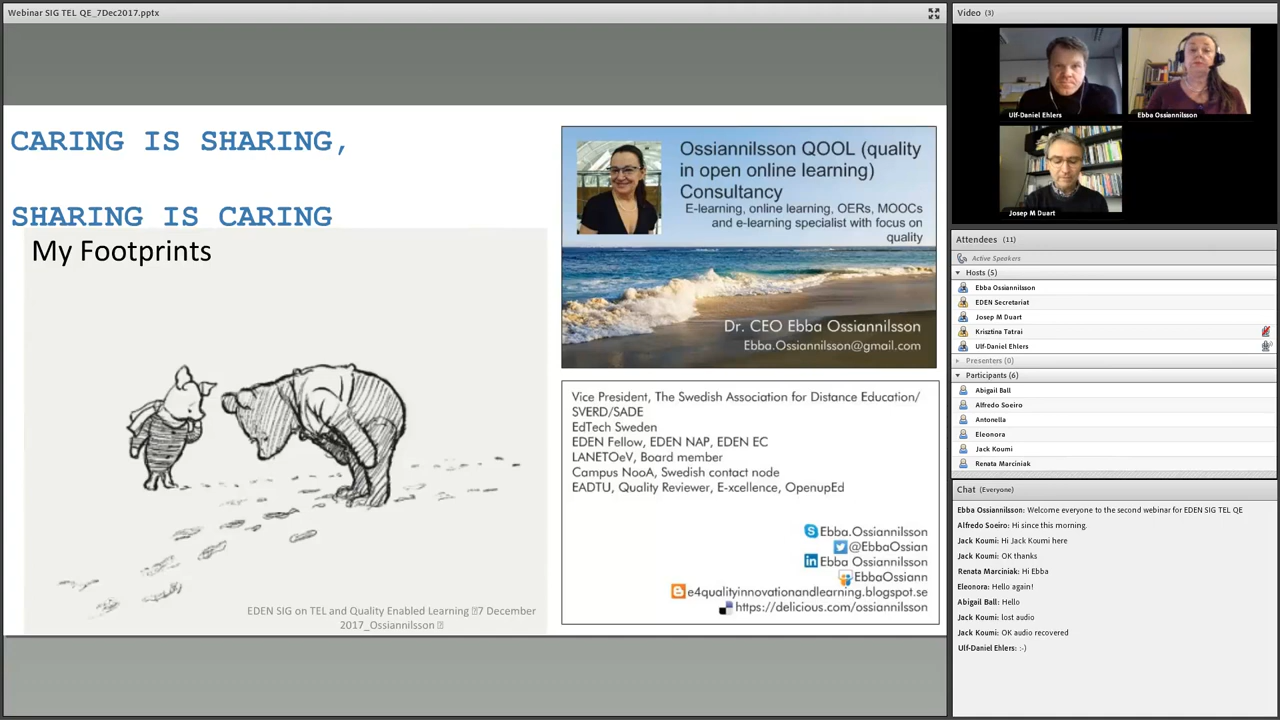 Webinar SIG TEL QE_7Dec2017.pptx
CARING IS SHARING,
SHARING IS CARING
My Footprints
EDEN SIG on TEL and Quality Enabled Learning 7 December
2017_Ossiannilsson
Ossiannilsson QOOL (quality
in open online learning)
Consultancy
E-learning, online learning, OERs, MOOCs
and e-learning specialist with focus on
quality
Dr. CEO Ebba Ossiannilsson
Ebba.Ossiannilsson@gmail.com
Vice President, The Swedish Association for Distance Education/
SVERD/SADE
EdTech Sweden
EDEN Fellow, EDEN NAP, EDEN EC
LANETOeV, Board member
Campus NooA, Swedish contact node
EADTU, Quality Reviewer, E-xcellence, OpenupEd
Ebba.Ossiannilsson
@EbbaOssian
Ebba Ossiannilsson
EbbaOssiann
e4qualityinnovationandlearning.blogspot.se
https://delicious.com/ossiannilsson
Video (3)
Ulf-Daniel Ehlers
Ebba Ossiannilsson
Josep M Duart
Attendees (11)
Active Speakers
Hosts (5)
Ebba Ossiannilsson
EDEN Secretariat
Josep M Duart
Krisztina Tatrai
Ulf-Daniel Ehlers
Presenters (0)
Participants (6)
Abigail Ball
Alfredo Soeiro
Antonella
Eleonora
Jack Koumi
Renata Marciniak
Chat (Everyone)
Ebba Ossiannilsson: Welcome everyone to the second webinar for EDEN SIG TEL QE
Alfredo Soeiro: Hi since this morning.
Jack Koumi: Hi Jack Koumi here
Jack Koumi: OK thanks
Renata Marciniak: Hi Ebba
Eleonora: Hello again!
Abigail Ball: Hello
Jack Koumi: lost audio
Jack Koumi: OK audio recovered
Ulf-Daniel Ehlers: :-)